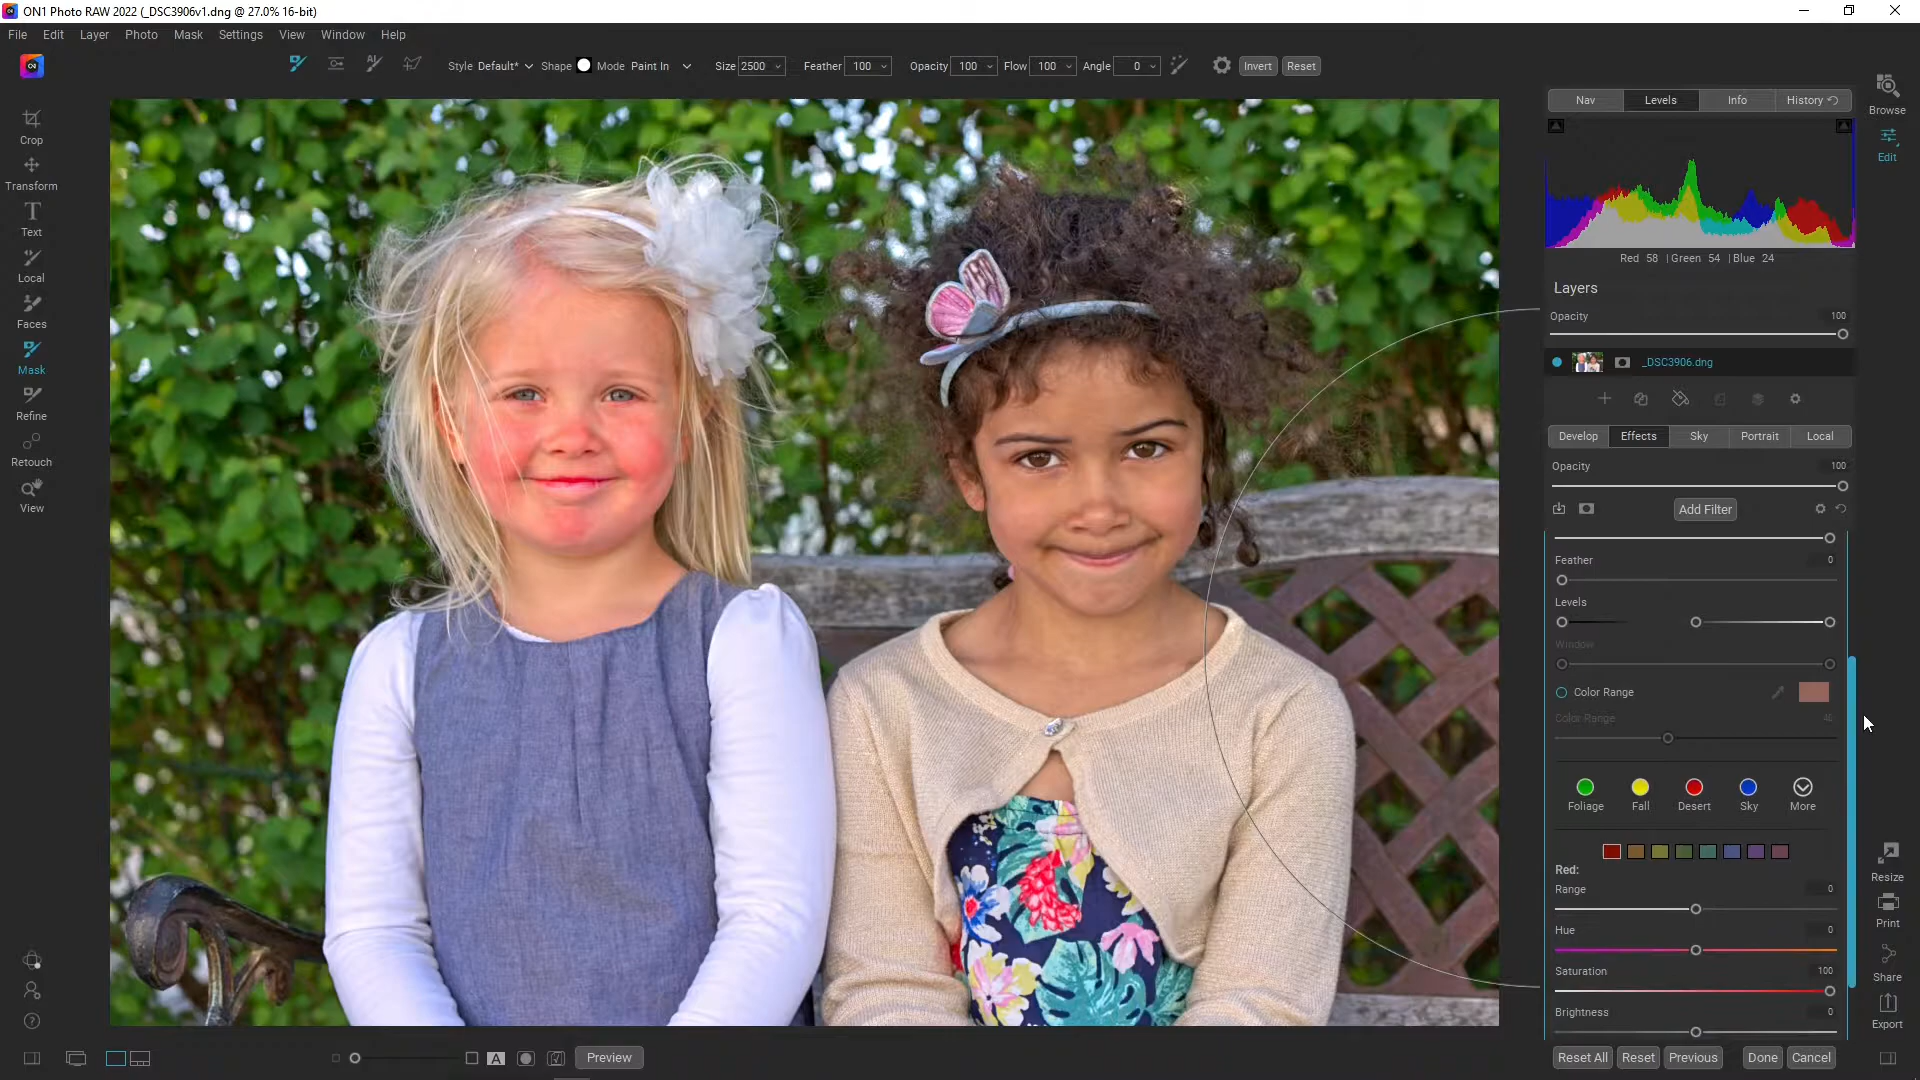 ON1 Photo RAW 2022 (_DSC3906v1.dng @ 27.0% 16-bit)
File Edit Layer Photo Mask Settings View Window Help
Style Default* Shape Mode Paint In Size 2500 Feather 100 Opacity 100 Flow 100 Angle 0 Invert Reset
Crop
Transform
Text
Local
Faces
Mask
Refine
Retouch
View
Nav Levels Info History
Red 58 | Green 54 | Blue 24
Layers
Opacity 100
_DSC3906.dng
Develop Effects Sky Portrait Local
Opacity 100
Add Filter
Feather 0
Levels
Window
Color Range
Color Range 40
Foliage Fall Desert Sky More
Red:
Range 0
Hue 0
Saturation 100
Brightness 0
Reset All Reset Previous Done Cancel
Browse
Edit
Resize
Print
Share
Export
A Preview